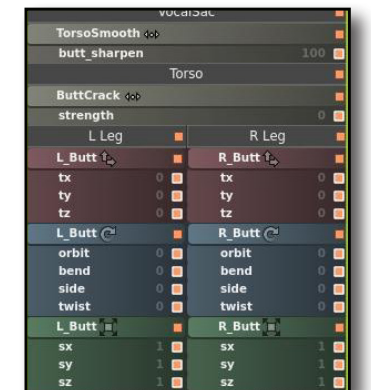 VocalSac
TorsoSmooth
butt_sharpen 100
Torso
ButtCrack
strength 0
L Leg R Leg
L_Butt R_Butt
tx 0 tx 0
ty 0 ty 0
tz 0 tz 0
L_Butt R_Butt
orbit 0 orbit 0
bend 0 bend 0
side 0 side 0
twist 0 twist 0
L_Butt R_Butt
sx 1 sx 1
sy 1 sy 1
sz 1 sz 1